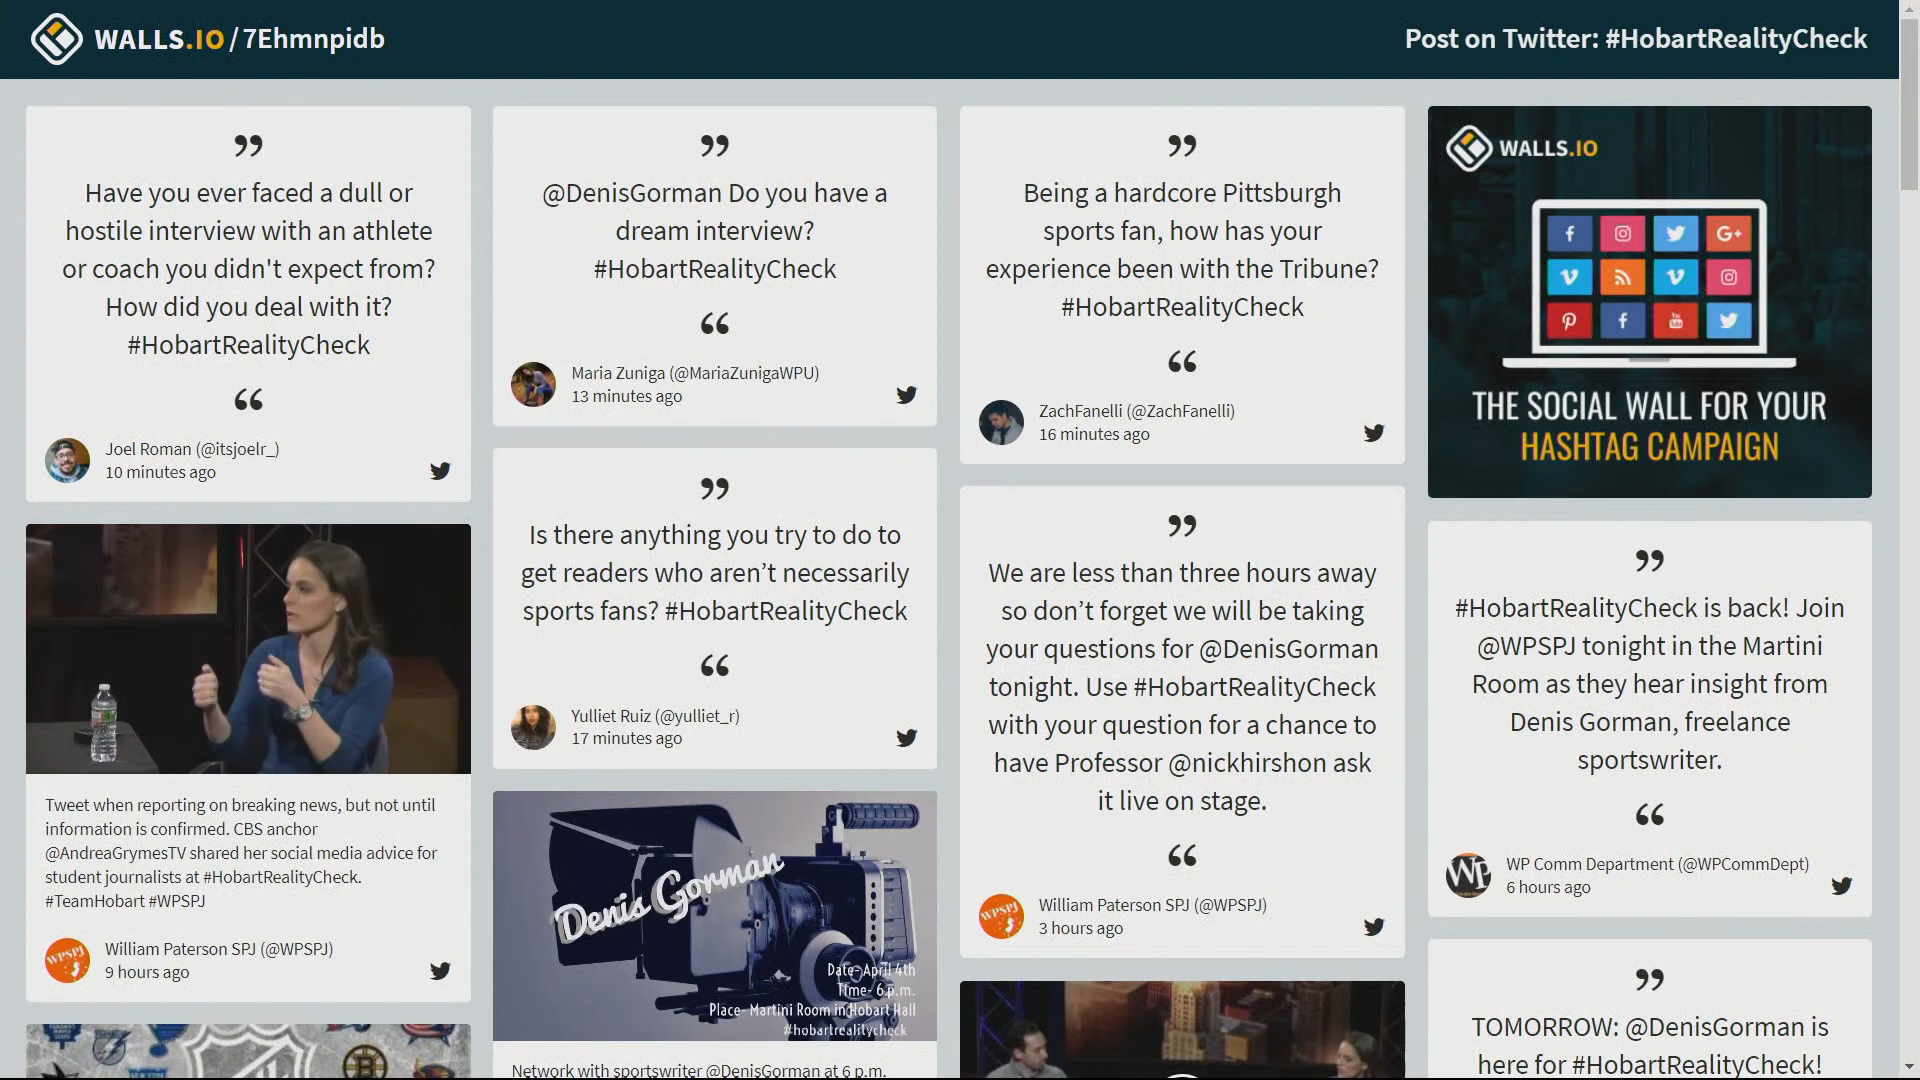 WALLS.IO / 7Ehmnpidb
Post on Twitter: #HobartRealityCheck
Have you ever faced a dull or
hostile interview with an athlete
or coach you didn't expect from?
How did you deal with it?
#HobartRealityCheck
Joel Roman (@itsjoelr_)
10 minutes ago
Tweet when reporting on breaking news, but not until
information is confirmed. CBS anchor
@AndreaGrymesTV shared her social media advice for
student journalists at #HobartRealityCheck.
#TeamHobart #WPSPJ
WPSPJ
William Paterson SPJ (@WPSPJ)
9 hours ago
@DenisGorman Do you have a
dream interview?
#HobartRealityCheck
Maria Zuniga (@MariaZunigaWPU)
13 minutes ago
Is there anything you try to do to
get readers who aren’t necessarily
sports fans? #HobartRealityCheck
Yulliet Ruiz (@yulliet_r)
17 minutes ago
Denis Gorman
Date- April 4th
Time- 6 p.m.
Place- Martini Room in Hobart Hall
#hobartrealitycheck
Network with sportswriter @DenisGorman at 6 p.m.
Being a hardcore Pittsburgh
sports fan, how has your
experience been with the Tribune?
#HobartRealityCheck
ZachFanelli (@ZachFanelli)
16 minutes ago
We are less than three hours away
so don’t forget we will be taking
your questions for @DenisGorman
tonight. Use #HobartRealityCheck
with your question for a chance to
have Professor @nickhirshon ask
it live on stage.
WPSPJ
William Paterson SPJ (@WPSPJ)
3 hours ago
WALLS.IO
THE SOCIAL WALL FOR YOUR
HASHTAG CAMPAIGN
#HobartRealityCheck is back! Join
@WPSPJ tonight in the Martini
Room as they hear insight from
Denis Gorman, freelance
sportswriter.
WP
WP Comm Department (@WPCommDept)
6 hours ago
TOMORROW: @DenisGorman is
here for #HobartRealityCheck!